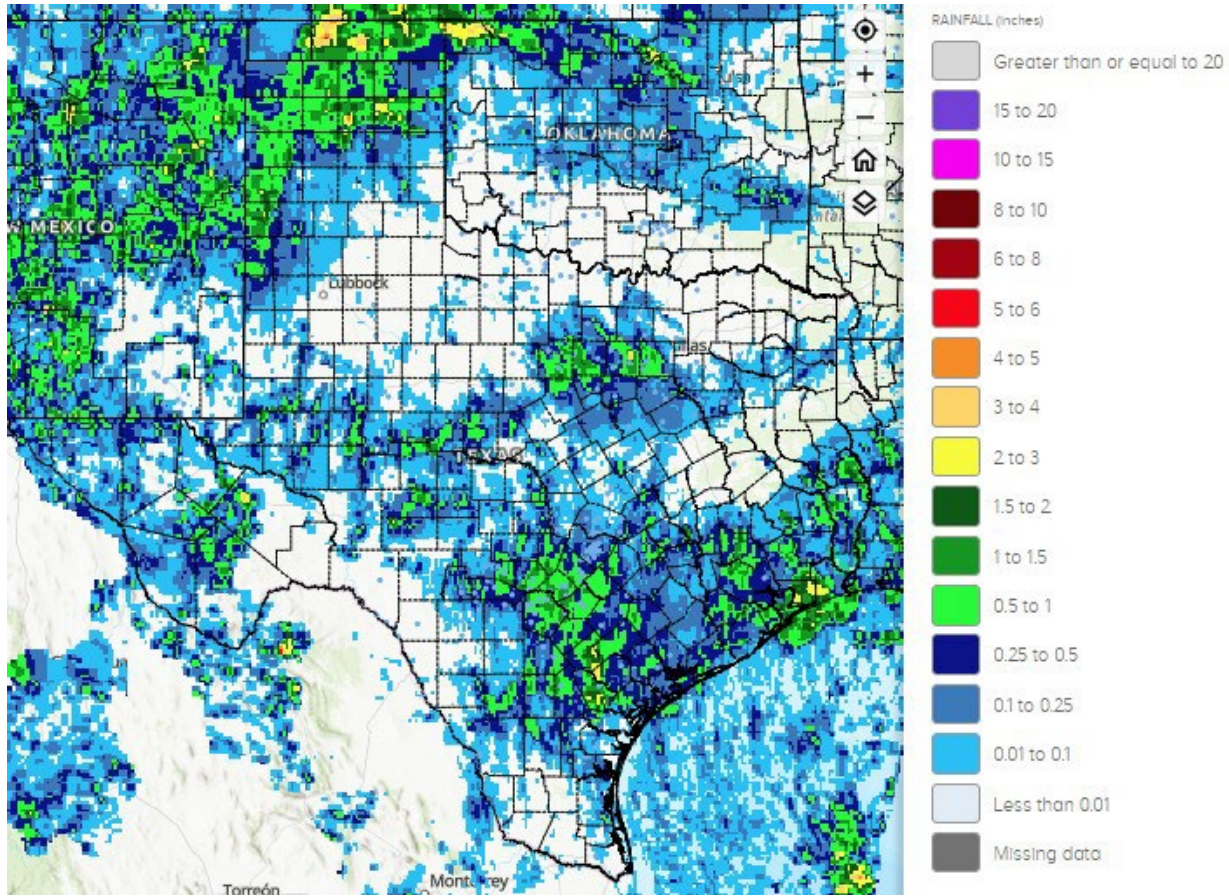 Tulsa
OKLAHOMA
W MEXICO
Lubbock
TEXAS
Torreón
RAINFALL (Inches)
Greater than or equal to 20
15 to 20
10 to 15
8 to 10
6 to 8
5 to 6
4 to 5
3 to 4
2 to 3
1.5 to 2
1 to 1.5
0.5 to 1
0.25 to 0.5
0.1 to 0.25
0.01 to 0.1
Less than 0.01
Missing data